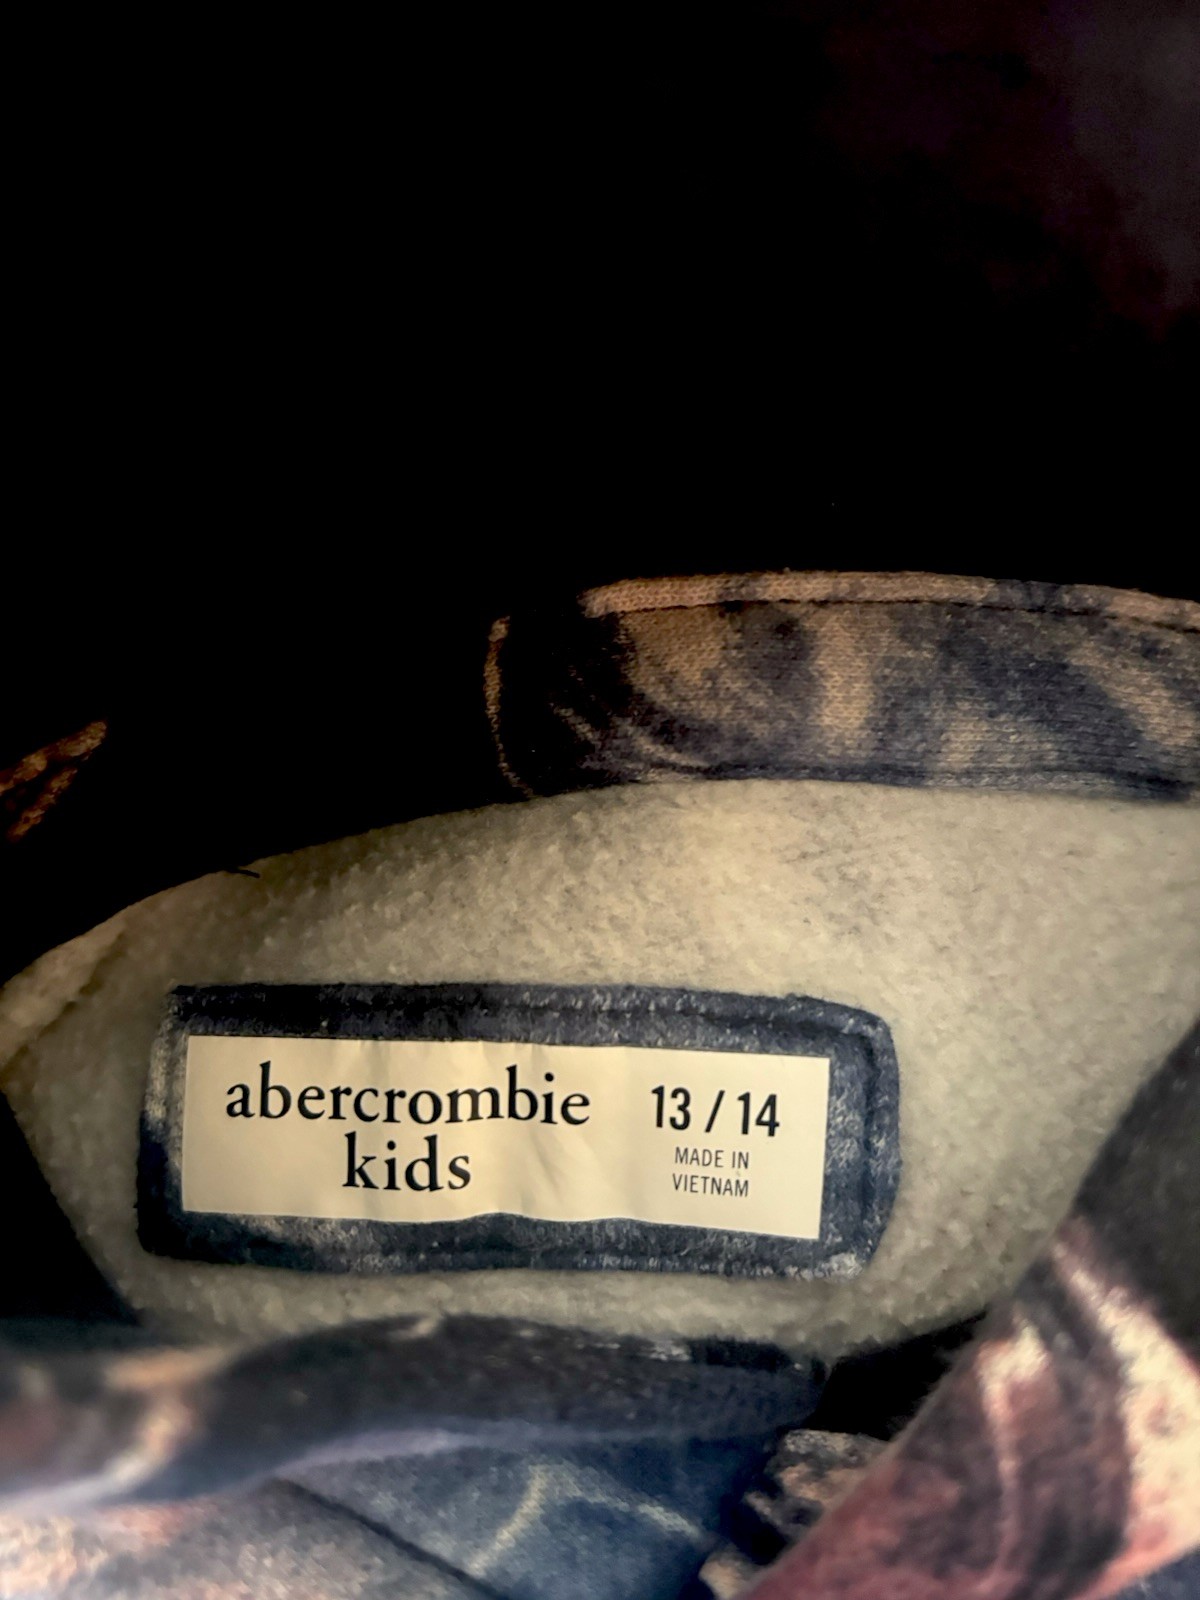 abercrombie
kids
13 / 14
MADE IN
VIETNAM